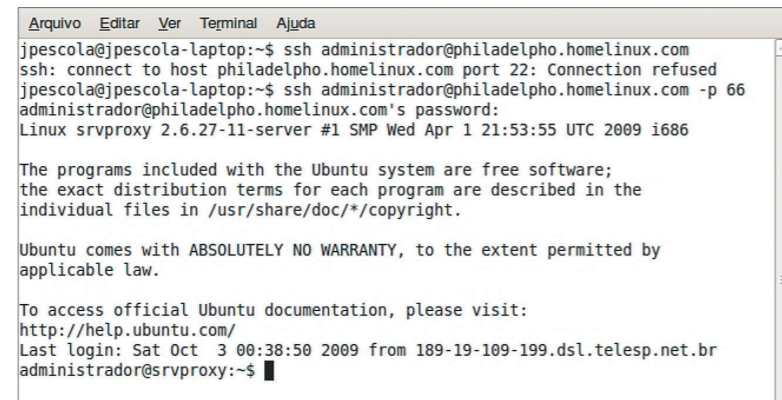 Arquivo Editar Ver Terminal Ajuda
jpescola@jpescola-laptop:~$ ssh administrador@philadelpho.homelinux.com
ssh: connect to host philadelpho.homelinux.com port 22: Connection refused
jpescola@jpescola-laptop:~$ ssh administrador@philadelpho.homelinux.com -p 66
administrador@philadelpho.homelinux.com's password:
Linux srvproxy 2.6.27-11-server #1 SMP Wed Apr 1 21:53:55 UTC 2009 i686
The programs included with the Ubuntu system are free software;
the exact distribution terms for each program are described in the
individual files in /usr/share/doc/*/copyright.
Ubuntu comes with ABSOLUTELY NO WARRANTY, to the extent permitted by
applicable law.
To access official Ubuntu documentation, please visit:
http://help.ubuntu.com/
Last login: Sat Oct  3 00:38:50 2009 from 189-19-109-199.dsl.telesp.net.br
administrador@srvproxy:~$